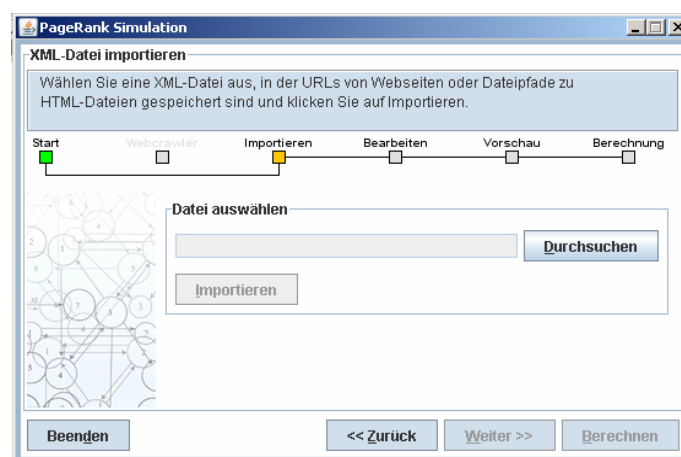 PageRank Simulation
XML-Datei importieren
Wählen Sie eine XML-Datei aus, in der URLs von Webseiten oder Dateipfade zu
HTML-Dateien gespeichert sind und klicken Sie auf Importieren.
Start Webcrawler Importieren Bearbeiten Vorschau Berechnung
Datei auswählen
Durchsuchen
Importieren
Beenden << Zurück Weiter >> Berechnen